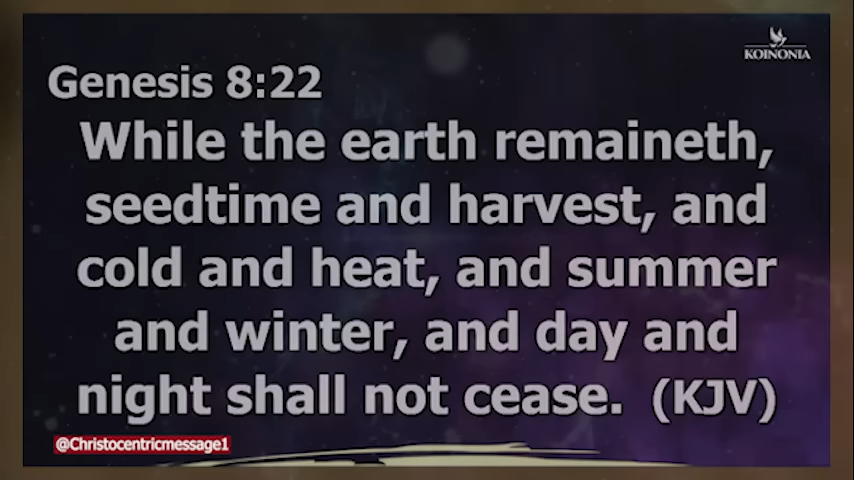 KOINONIA
Genesis 8:22
While the earth remaineth,
seedtime and harvest, and
cold and heat, and summer
and winter, and day and
night shall not cease. (KJV)
@Christocentricmessage1